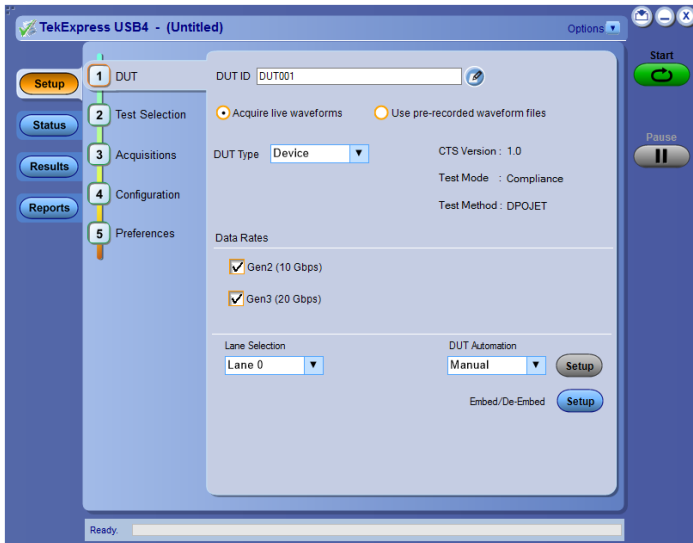 TekExpress USB4 - (Untitled)
Options
Start
Pause
Setup
Status
Results
Reports
1 DUT
2 Test Selection
3 Acquisitions
4 Configuration
5 Preferences
DUT ID DUT001
Acquire live waveforms Use pre-recorded waveform files
DUT Type Device CTS Version : 1.0
Test Mode : Compliance
Test Method : DPOJET
Data Rates
Gen2 (10 Gbps)
Gen3 (20 Gbps)
Lane Selection DUT Automation
Lane 0 Manual Setup
Embed/De-Embed Setup
Ready.